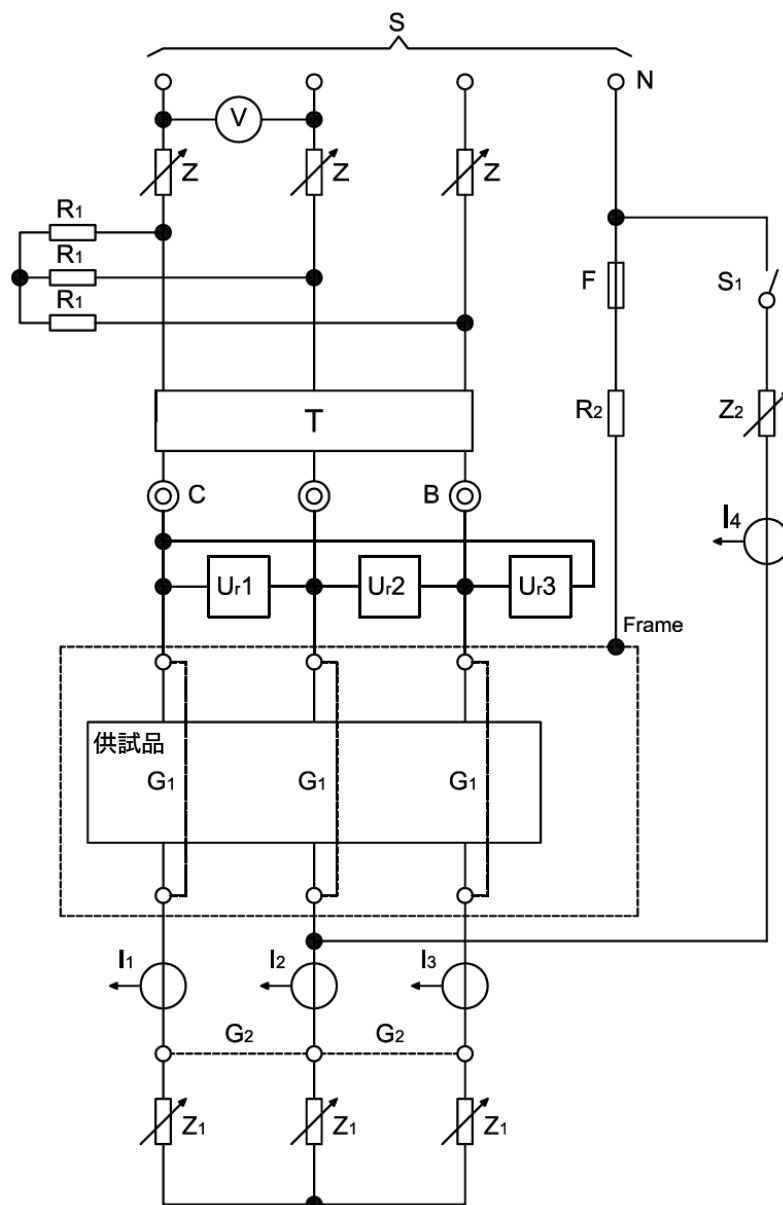 S
N
V
Z Z Z
R1
R1
R1
F
S1
T
R2
Z2
C B
I4
Ur1 Ur2 Ur3
Frame
供試品
G1 G1 G1
I1 I2 I3
G2 G2
Z1 Z1 Z1